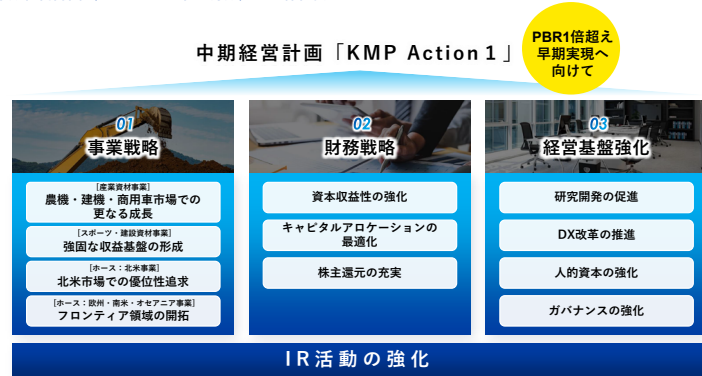 中期経営計画「KMP Action１」
PBR1倍超え
早期実現へ
向けて
01
事業戦略
[産業資材事業]
農機・建機・商用車市場での
更なる成長
[スポーツ・建設資材事業]
強固な収益基盤の形成
[ホース：北米事業]
北米市場での優位性追求
[ホース：欧州・南米・オセアニア事業]
フロンティア領域の開拓
02
財務戦略
資本収益性の強化
キャピタルアロケーションの
最適化
株主還元の充実
03
経営基盤強化
研究開発の促進
DX改革の推進
人的資本の強化
ガバナンスの強化
IR活動の強化